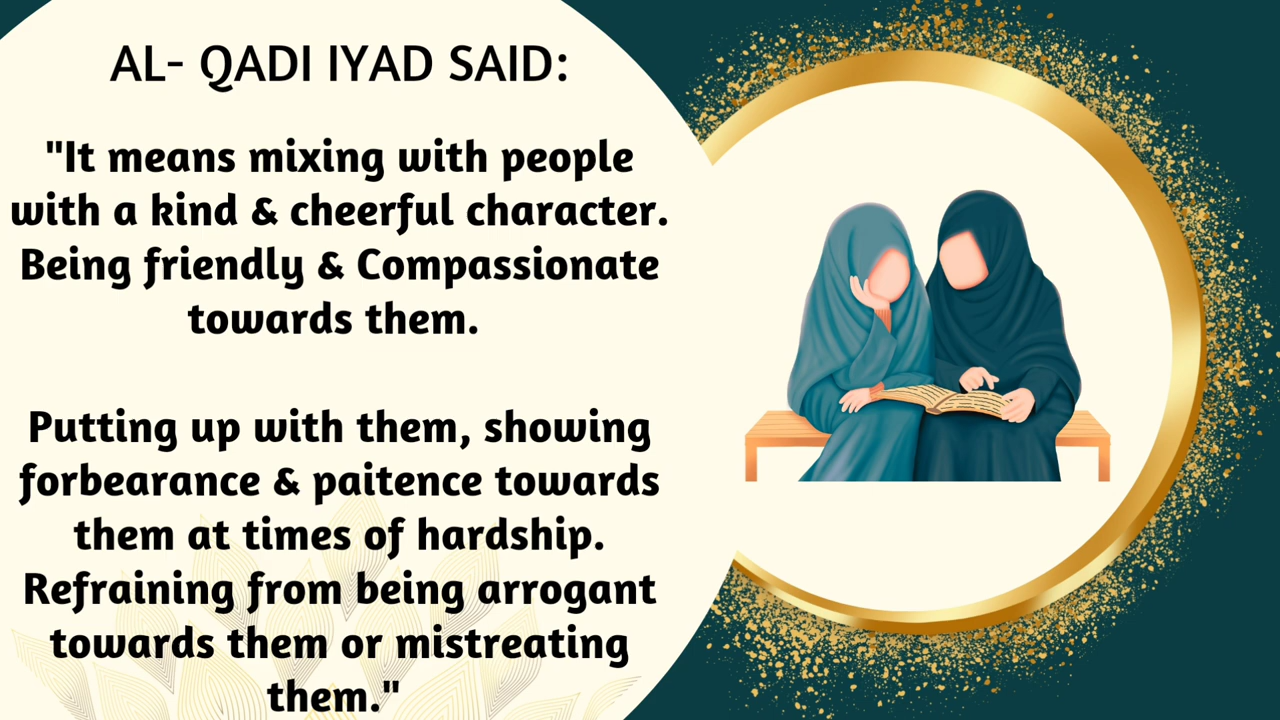 AL- QADI IYAD SAID:
"It means mixing with people
with a kind & cheerful character.
Being friendly & Compassionate
towards them.
Putting up with them, showing
forbearance & paitence towards
them at times of hardship.
Refraining from being arrogant
towards them or mistreating
them."